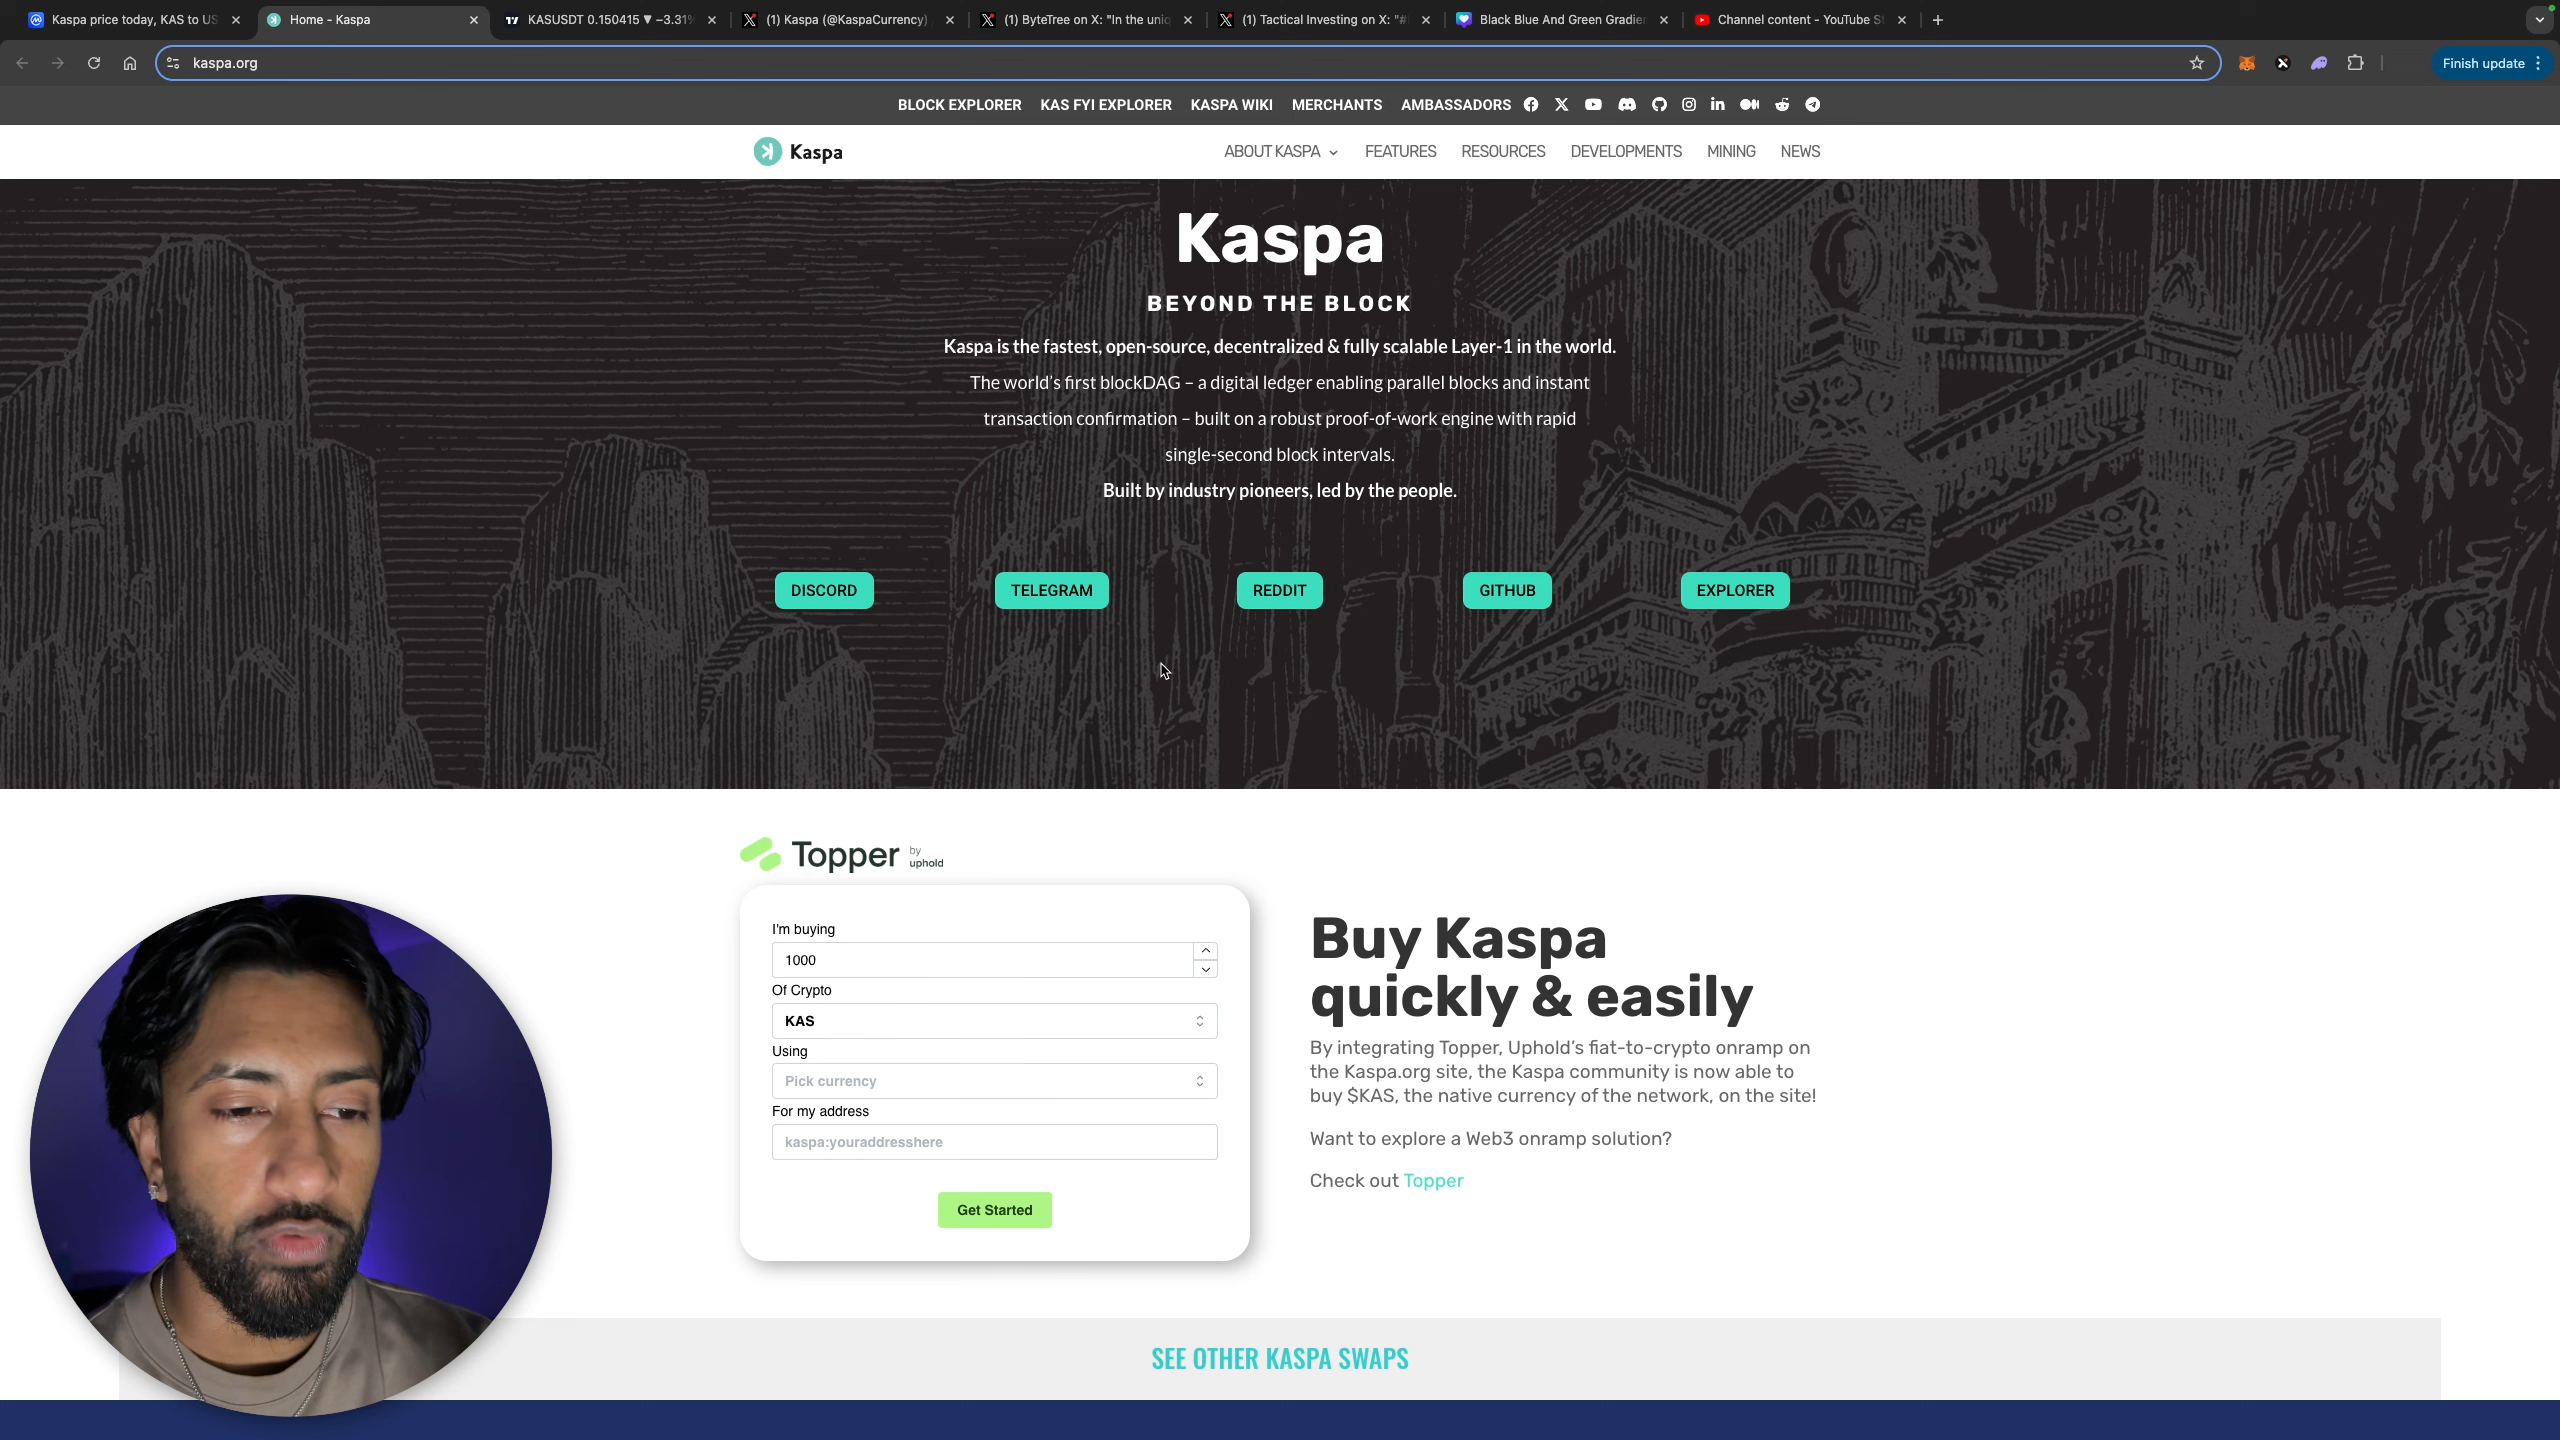 Kaspa price today, KAS to US
Home - Kaspa
KASUSDT 0.150415 ▼ −3.31%
(1) Kaspa (@KaspaCurrency)
(1) ByteTree on X: "In the uniq
(1) Tactical Investing on X: "#
Black Blue And Green Gradien
Channel content - YouTube St
kaspa.org
Finish update
BLOCK EXPLORER KAS FYI EXPLORER KASPA WIKI MERCHANTS AMBASSADORS
Kaspa
ABOUT KASPA FEATURES RESOURCES DEVELOPMENTS MINING NEWS
Kaspa
BEYOND THE BLOCK
Kaspa is the fastest, open-source, decentralized & fully scalable Layer-1 in the world.
The world's first blockDAG – a digital ledger enabling parallel blocks and instant
transaction confirmation – built on a robust proof-of-work engine with rapid
single-second block intervals.
Built by industry pioneers, led by the people.
DISCORD TELEGRAM REDDIT GITHUB EXPLORER
Topper by uphold
I'm buying
1000
Of Crypto
KAS
Using
Pick currency
For my address
kaspa:youraddresshere
Get Started
Buy Kaspa
quickly & easily
By integrating Topper, Uphold's fiat-to-crypto onramp on
the Kaspa.org site, the Kaspa community is now able to
buy $KAS, the native currency of the network, on the site!
Want to explore a Web3 onramp solution?
Check out Topper
SEE OTHER KASPA SWAPS